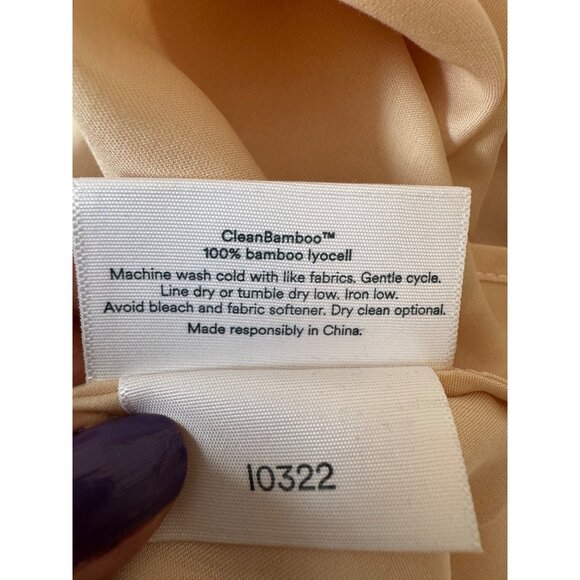 CleanBamboo™
100% bamboo lyocell
Machine wash cold with like fabrics. Gentle cycle.
Line dry or tumble dry low. Iron low.
Avoid bleach and fabric softener. Dry clean optional.
Made responsibly in China.
I0322